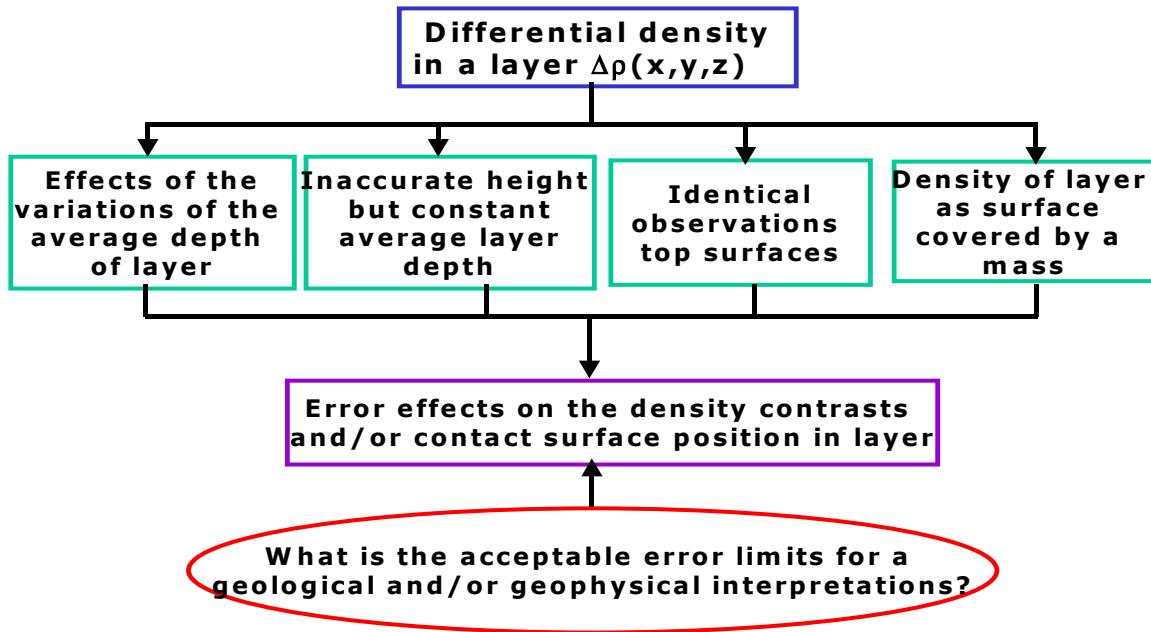 Differential density
in a layer Δρ(x,y,z)
Effects of the
variations of the
average depth
of layer
Inaccurate height
but constant
average layer
depth
Identical
observations
top surfaces
Density of layer
as surface
covered by a
mass
Error effects on the density contrasts
and/or contact surface position in layer
What is the acceptable error limits for a
geological and/or geophysical interpretations?